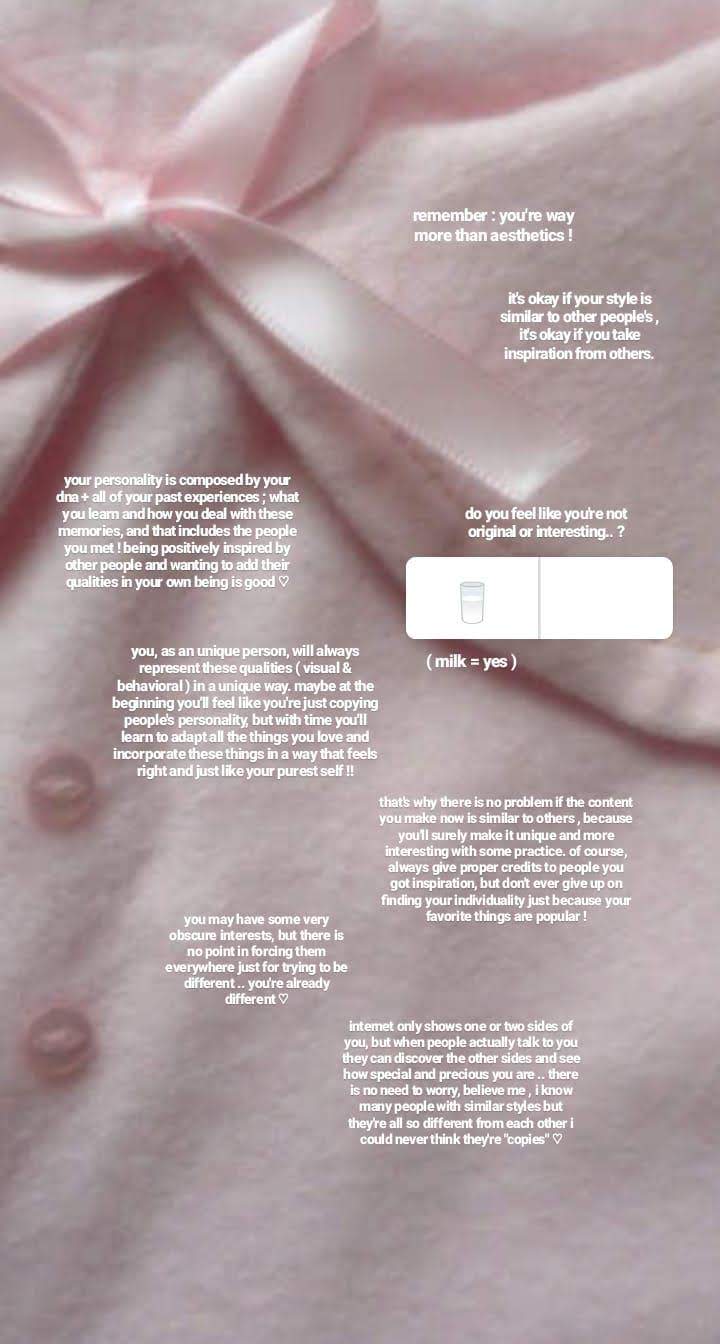 remember : you're way
more than aesthetics !
it's okay if your style is
similar to other people's ,
it's okay if you take
inspiration from others.
your personality is composed by your
dna + all of your past experiences ; what
you learn and how you deal with these
memories, and that includes the people
you met ! being positively inspired by
other people and wanting to add their
qualities in your own being is good ♡
do you feel like you're not
original or interesting.. ?
( milk = yes )
you, as an unique person, will always
represent these qualities ( visual &
behavioral ) in a unique way. maybe at the
beginning you'll feel like you're just copying
people's personality, but with time you'll
learn to adapt all the things you love and
incorporate these things in a way that feels
right and just like your purest self !!
that's why there is no problem if the content
you make now is similar to others , because
you'll surely make it unique and more
interesting with some practice. of course,
always give proper credits to people you
got inspiration, but don't ever give up on
finding your individuality just because your
favorite things are popular !
you may have some very
obscure interests, but there is
no point in forcing them
everywhere just for trying to be
different .. you're already
different ♡
internet only shows one or two sides of
you, but when people actually talk to you
they can discover the other sides and see
how special and precious you are .. there
is no need to worry, believe me , i know
many people with similar styles but
they're all so different from each other i
could never think they're "copies" ♡